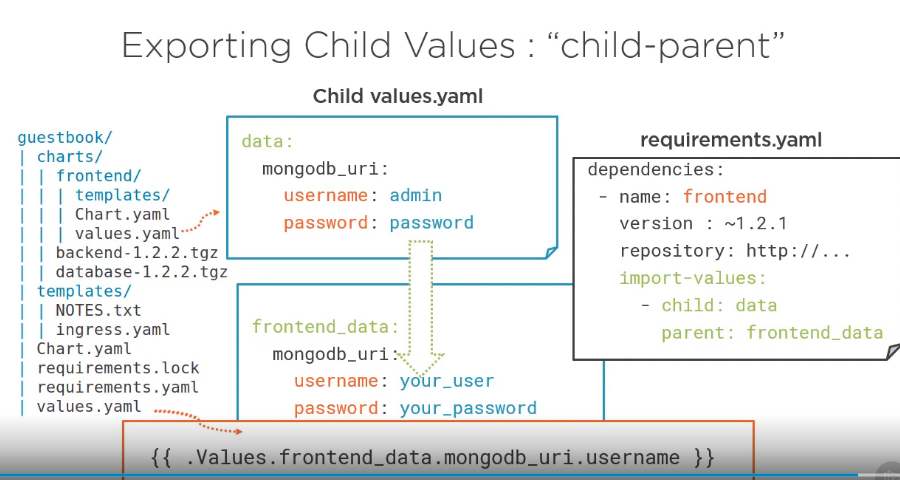 Exporting Child Values : “child-parent”
Child values.yaml
guestbook/
| charts/
| | frontend/
| | | templates/
| | | Chart.yaml
| | | values.yaml
| | backend-1.2.2.tgz
| | database-1.2.2.tgz
| templates/
| | NOTES.txt
| | ingress.yaml
| Chart.yaml
| requirements.lock
| requirements.yaml
| values.yaml
data:
mongodb_uri:
username: admin
password: password
frontend_data:
mongodb_uri:
username: your_user
password: your_password
requirements.yaml
dependencies:
- name: frontend
version : ~1.2.1
repository: http://...
import-values:
- child: data
parent: frontend_data
{{ .Values.frontend_data.mongodb_uri.username }}